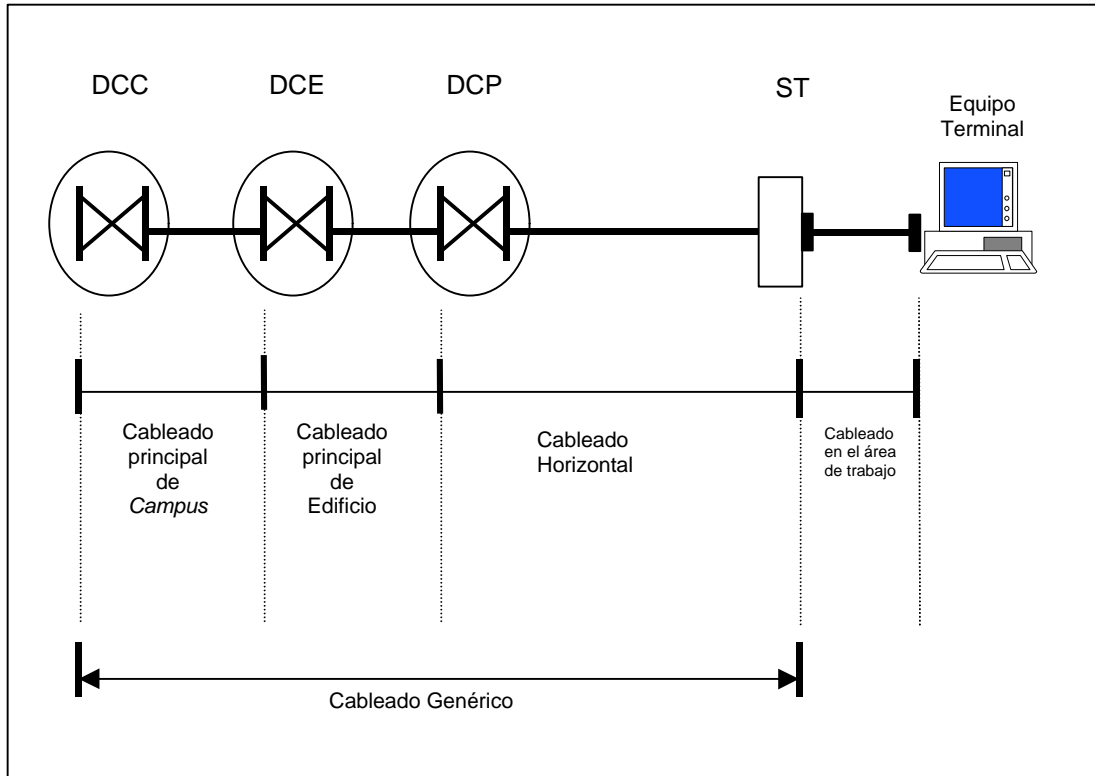 DCC
DCE
DCP
ST
Equipo
Terminal
Cableado
principal
de
Campus
Cableado
principal
de
Edificio
Cableado
Horizontal
Cableado
en el área
de trabajo
Cableado Genérico